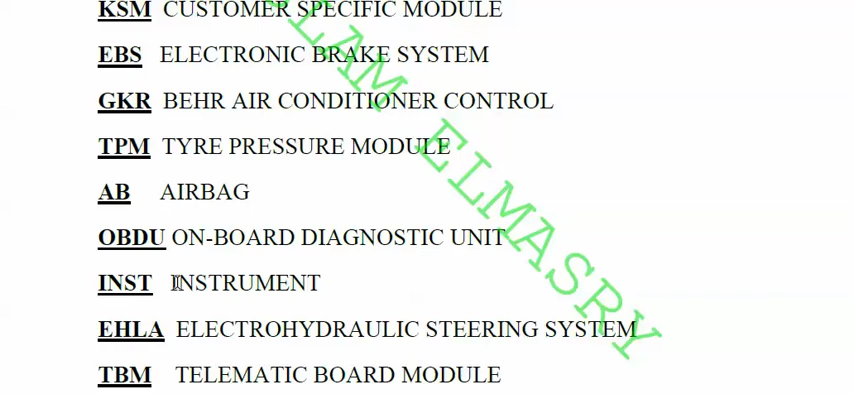 KSM CUSTOMER SPECIFIC MODULE
EBS ELECTRONIC BRAKE SYSTEM
GKR BEHR AIR CONDITIONER CONTROL
TPM TYRE PRESSURE MODULE
AB AIRBAG
OBDU ON-BOARD DIAGNOSTIC UNIT
INST INSTRUMENT
EHLA ELECTROHYDRAULIC STEERING SYSTEM
TBM TELEMATIC BOARD MODULE
ELMASRY